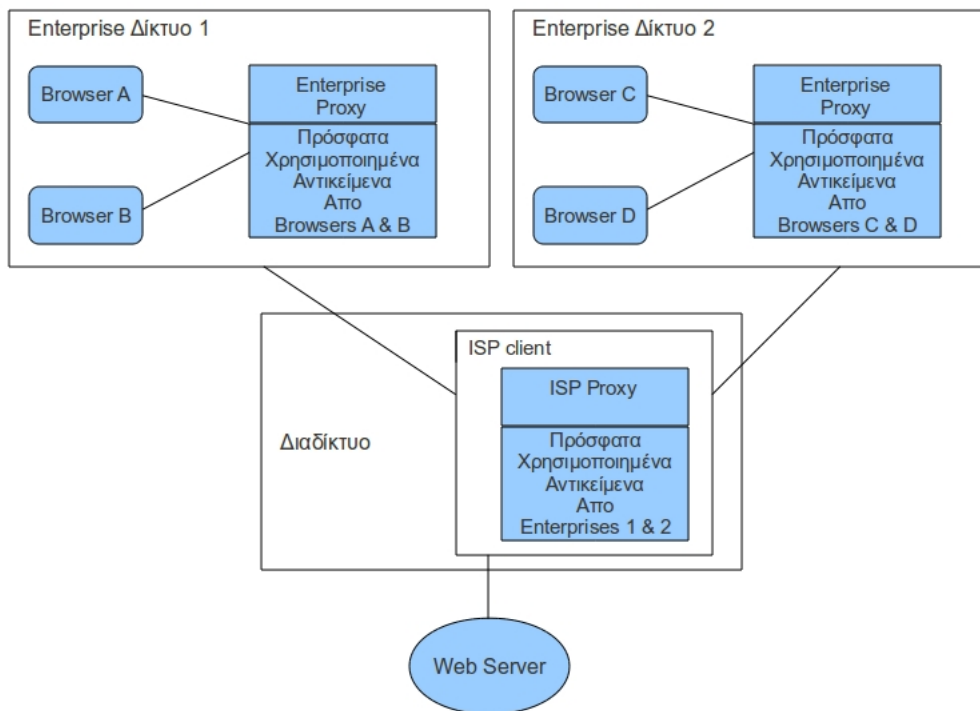 Enterprise Δίκτυο 1
Browser A
Browser B
Enterprise
Proxy
Πρόσφατα
Χρησιμοποιημένα
Αντικείμενα
Απο
Browsers A & B
Enterprise Δίκτυο 2
Browser C
Browser D
Enterprise
Proxy
Πρόσφατα
Χρησιμοποιημένα
Αντικείμενα
Απο
Browsers C & D
Διαδίκτυο
ISP client
ISP Proxy
Πρόσφατα
Χρησιμοποιημένα
Αντικείμενα
Απο
Enterprises 1 & 2
Web Server